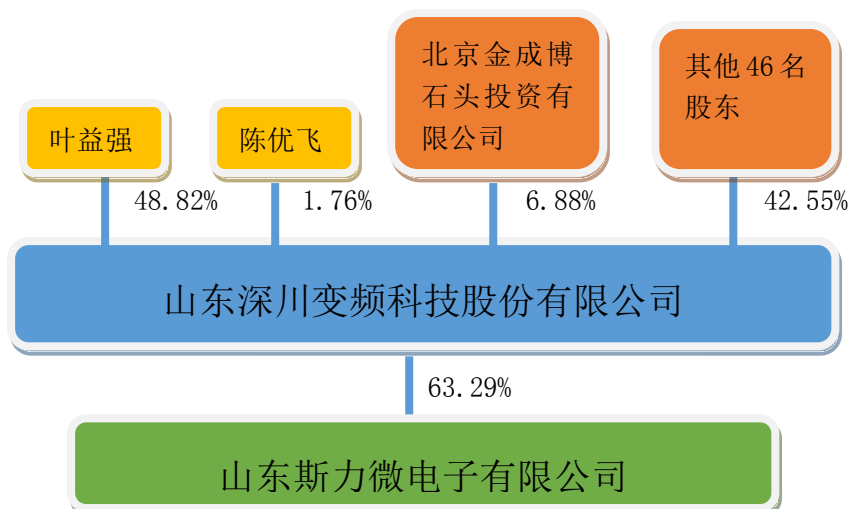 北京金成博
石头投资有
限公司
其他46名
股东
叶益强
陈优飞
48.82%
1.76%
6.88%
42.55%
山东深川变频科技股份有限公司
63.29%
山东斯力微电子有限公司